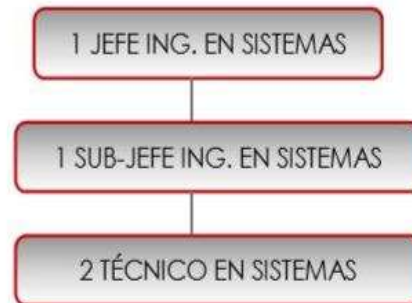 1 JEFE ING. EN SISTEMAS
1 SUB-JEFE ING. EN SISTEMAS
2 TÉCNICO EN SISTEMAS